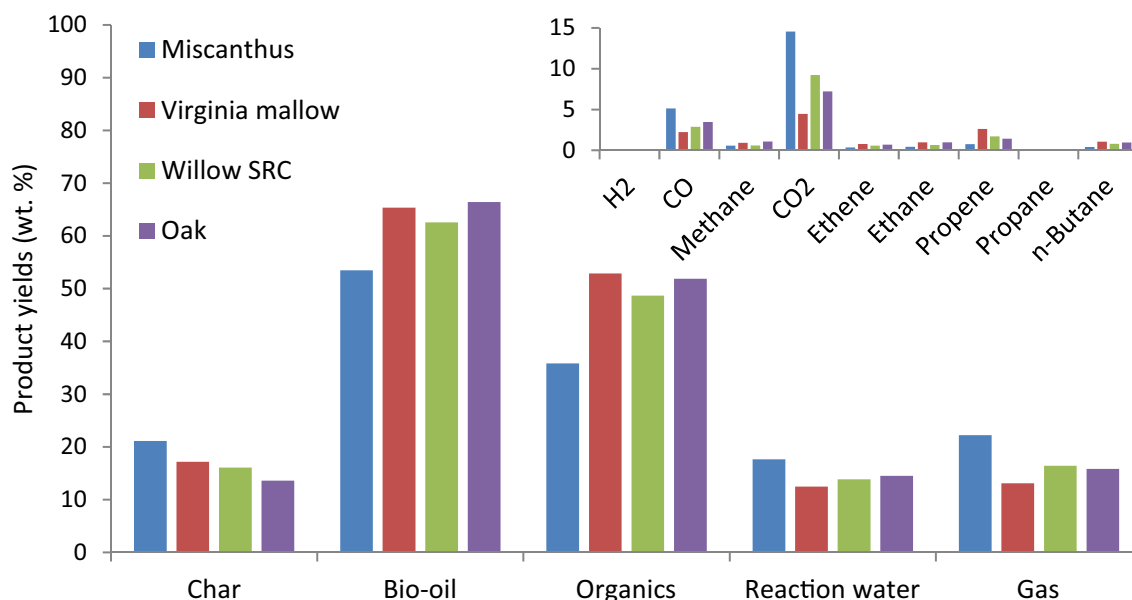 Product yields (wt. %)
100
90
80
70
60
50
40
30
20
10
0
Miscanthus
Virginia mallow
Willow SRC
Oak
15
10
5
0
H2
CO
Methane
CO2
Ethene
Ethane
Propene
Propane
n-Butane
Char
Bio-oil
Organics
Reaction water
Gas